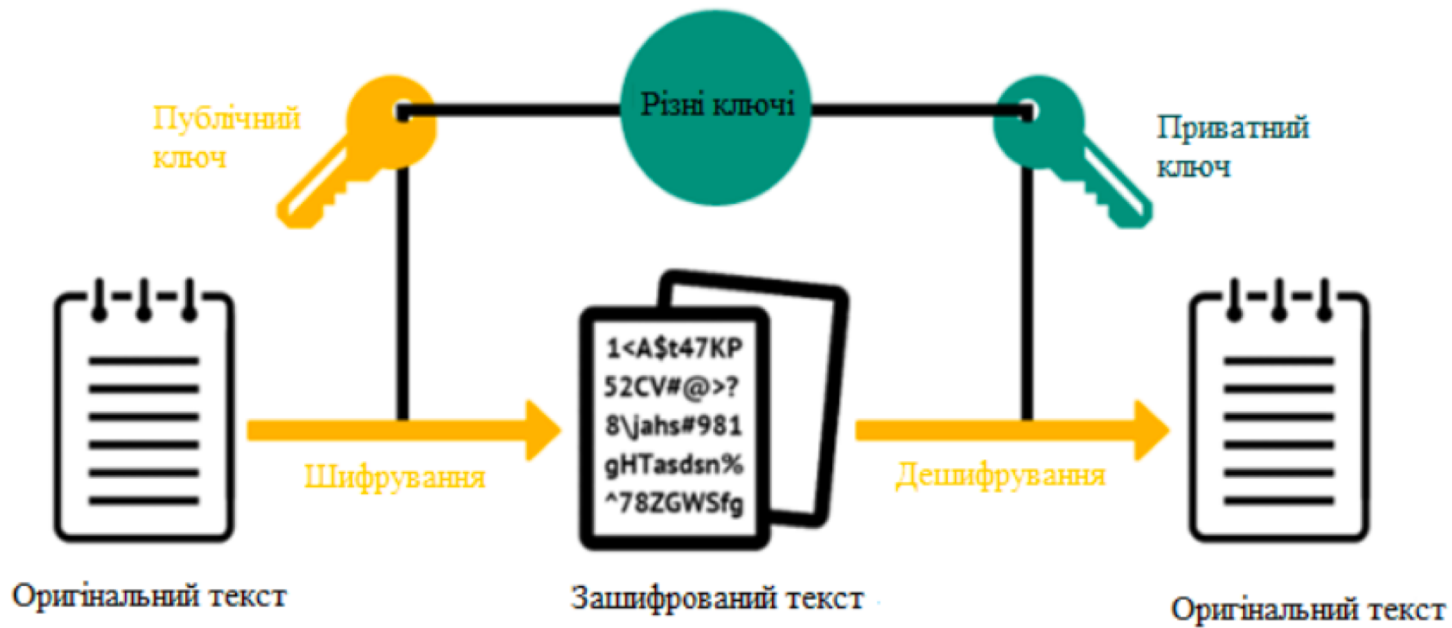 Різні ключі
Публічний
ключ
Приватний
ключ
1<A$t47KP
52CV#@>?
8\jahs#981
gHTasdsn%
^78ZGWSfg
Шифрування
Дешифрування
Оригінальний текст
Зашифрований текст
Оригінальний текст